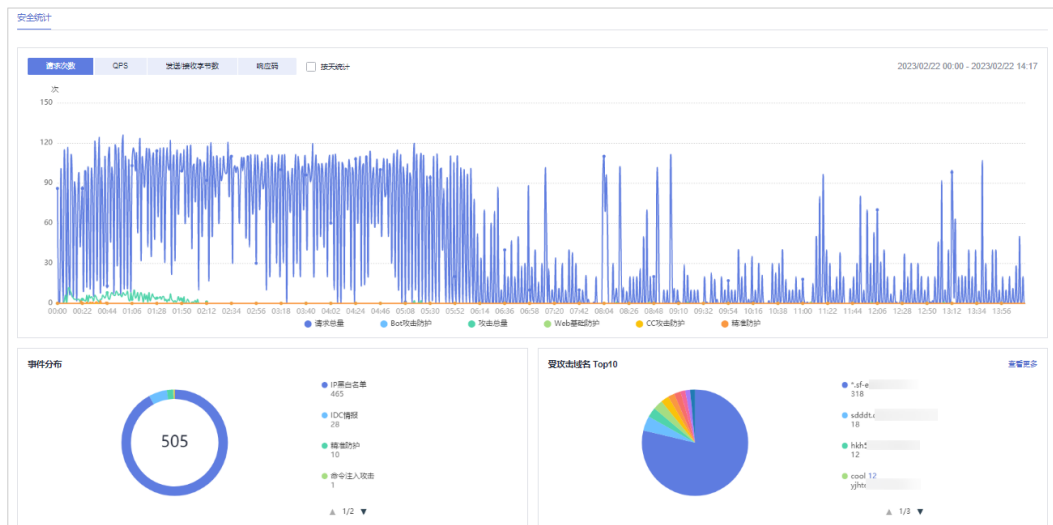 安全统计
请求次数 QPS 发送/接收字节数 响应码 按天统计 2023/02/22 00:00 - 2023/02/22 14:17
次
150
120
90
60
30
0
00:00 00:22 00:44 01:06 01:28 01:50 02:12 02:34 02:56 03:18 03:40 04:02 04:24 04:46 05:08 05:30 05:52 06:14 06:36 06:58 07:20 07:42 08:04 08:26 08:48 09:10 09:32 09:54 10:16 10:38 11:00 11:22 11:44 12:06 12:28 12:50 13:12 13:34 13:56
请求总量 Bot攻击防护 攻击总量 Web基础防护 CC攻击防护 精准防护
事件分布
505
IP黑白名单
465
IDC情报
28
精准防护
10
命令注入攻击
1
▲ 1/2 ▼
受攻击域名 Top10 查看更多
*.sf-e
318
sdddt.
18
12
cool 12
yjht
▲ 1/3 ▼